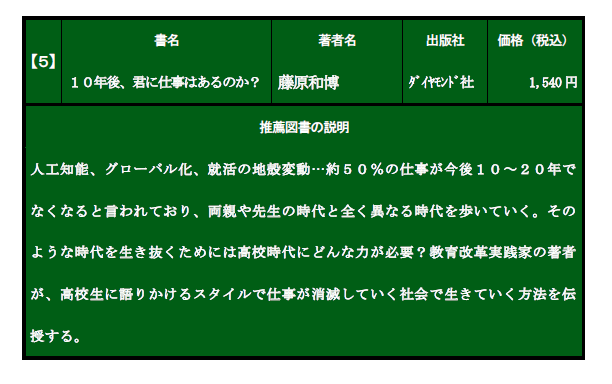 書名 著者名 出版社 価格（税込）
【5】
１０年後、君に仕事はあるのか？ 藤原和博 ﾀﾞｲﾔﾓﾝﾄﾞ社 1,540円
推薦図書の説明
人工知能、グローバル化、就活の地殻変動…約５０％の仕事が今後１０～２０年で
なくなると言われており、両親や先生の時代と全く異なる時代を歩いていく。その
ような時代を生き抜くためには高校時代にどんな力が必要？教育改革実践家の著者
が、高校生に語りかけるスタイルで仕事が消滅していく社会で生きていく方法を伝
授する。